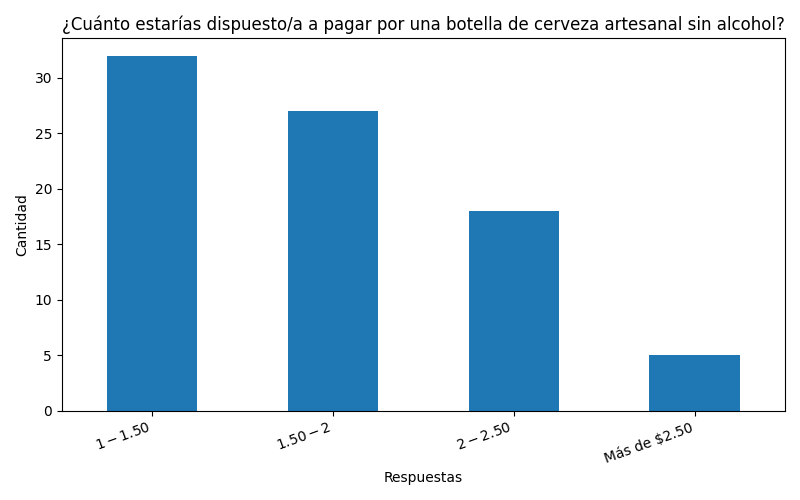 ¿Cuánto estarías dispuesto/a a pagar por una botella de cerveza artesanal sin alcohol?
Cantidad
30
25
20
15
10
5
0
1 − 1.50
1.50 − 2
2 − 2.50
Más de $2.50
Respuestas